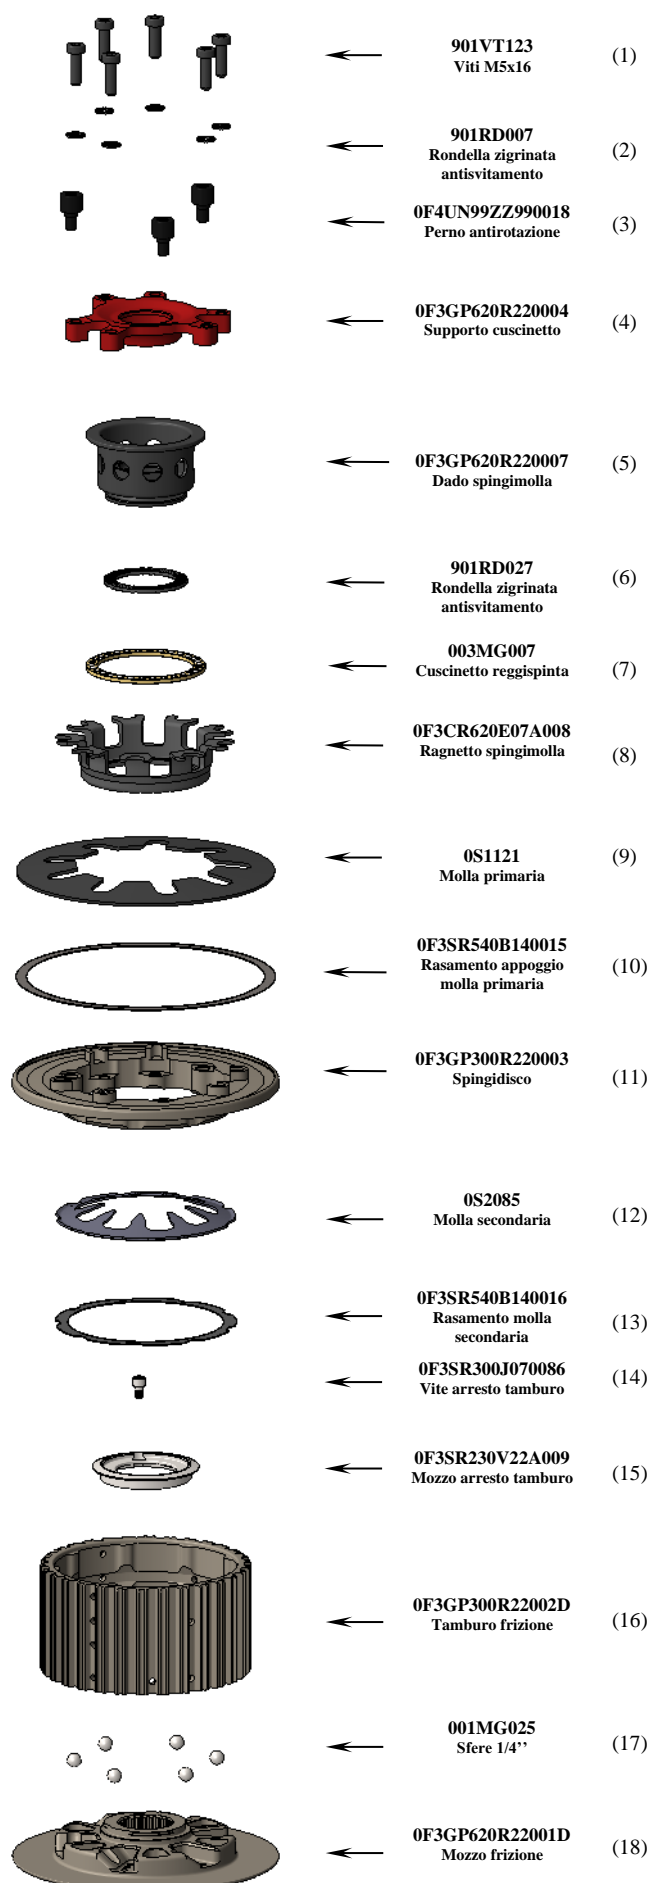 901VT123
Viti M5x16
(1)
901RD007
Rondella zigrinata
antisvitamento
(2)
0F4UN99ZZ990018
Perno antirotazione
(3)
0F3GP620R220004
Supporto cuscinetto
(4)
0F3GP620R220007
Dado spingimolla
(5)
901RD027
Rondella zigrinata
antisvitamento
(6)
003MG007
Cuscinetto reggispinta
(7)
0F3CR620E07A008
Ragnetto spingimolla
(8)
0S1121
Molla primaria
(9)
0F3SR540B140015
Rasamento appoggio
molla primaria
(10)
0F3GP300R220003
Spingidisco
(11)
0S2085
Molla secondaria
(12)
0F3SR540B140016
Rasamento molla
secondaria
(13)
0F3SR300J070086
Vite arresto tamburo
(14)
0F3SR230V22A009
Mozzo arresto tamburo
(15)
0F3GP300R22002D
Tamburo frizione
(16)
001MG025
Sfere 1/4’’
(17)
0F3GP620R22001D
Mozzo frizione
(18)